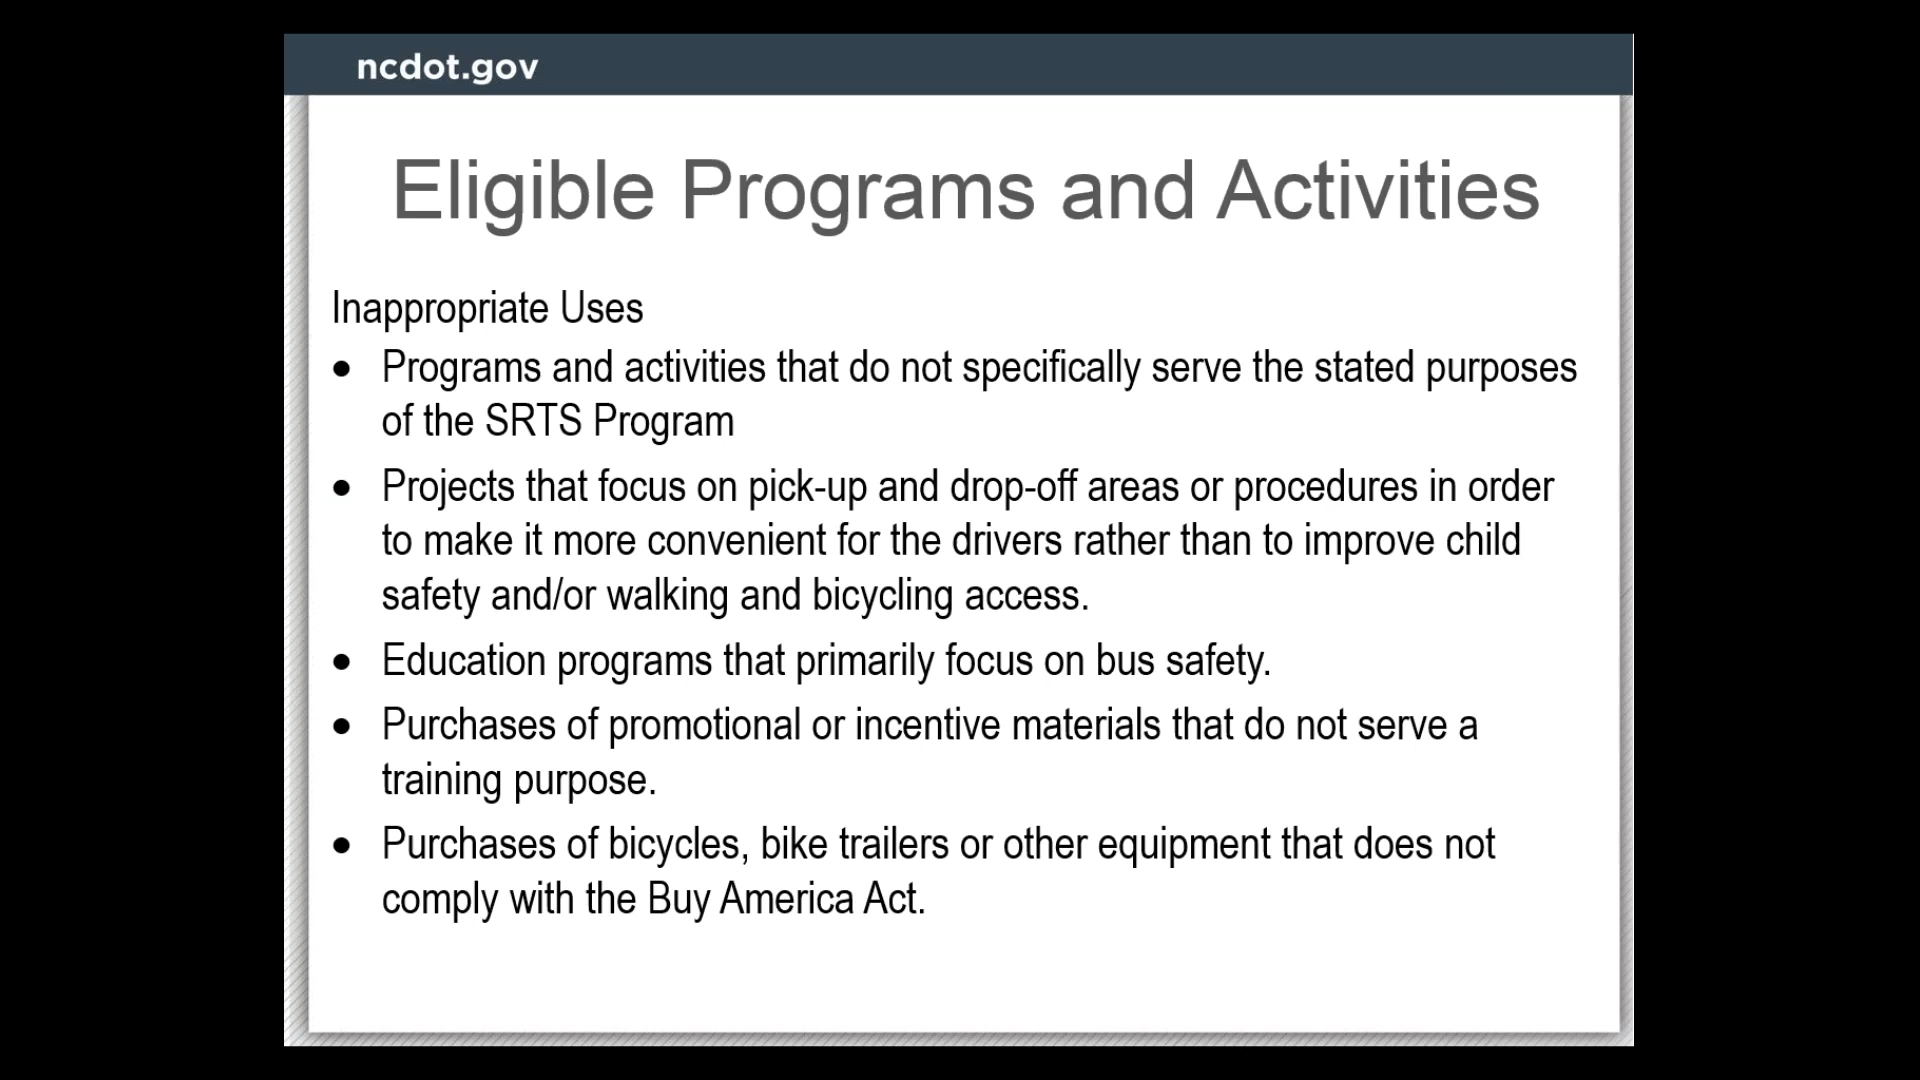 ncdot.gov
Eligible Programs and Activities
Inappropriate Uses
● Programs and activities that do not specifically serve the stated purposes
of the SRTS Program
● Projects that focus on pick-up and drop-off areas or procedures in order
to make it more convenient for the drivers rather than to improve child
safety and/or walking and bicycling access.
● Education programs that primarily focus on bus safety.
● Purchases of promotional or incentive materials that do not serve a
training purpose.
● Purchases of bicycles, bike trailers or other equipment that does not
comply with the Buy America Act.